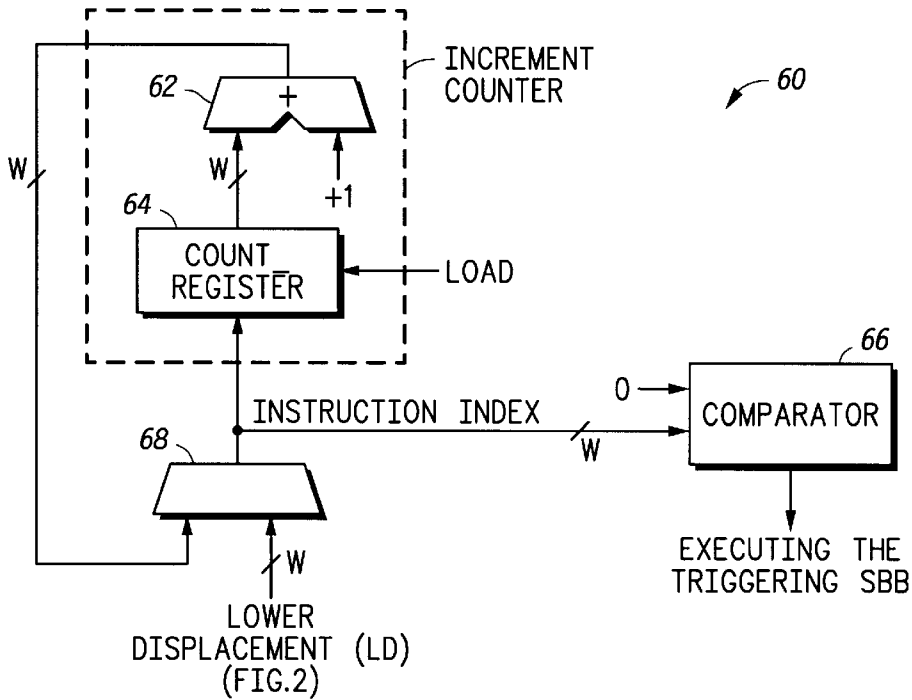 INCREMENT
COUNTER
60
62
+
W
W
+1
64
COUNT
REGISTER
LOAD
66
0
COMPARATOR
INSTRUCTION INDEX
W
68
W
EXECUTING THE
TRIGGERING SBB
LOWER
DISPLACEMENT (LD)
(FIG.2)